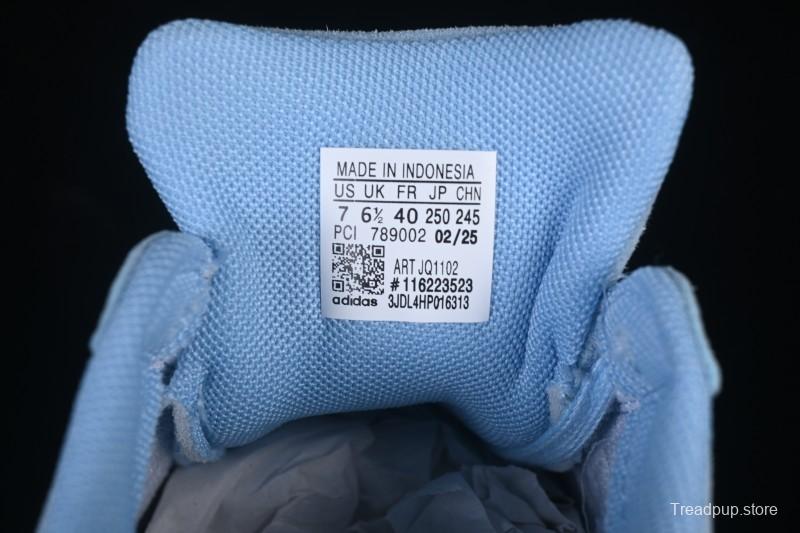 MADE IN INDONESIA
US UK FR JP CHN
7 6½ 40 250 245
PCI 789002 02/25
ART JQ1102
#116223523
adidas 3JDL4HP016313
Treadpup.store